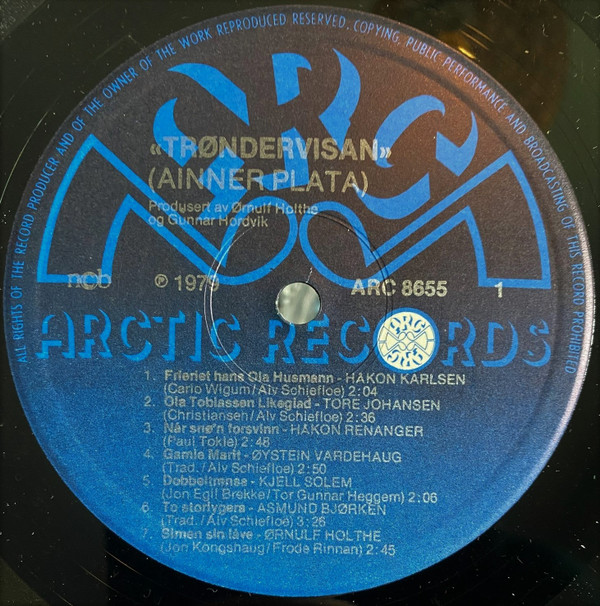 ALL RIGHTS OF THE RECORD PRODUCER AND OF THE OWNER OF THE WORK REPRODUCED RESERVED. COPYING, PUBLIC PERFORMANCE AND BROADCASTING OF THIS RECORD PROHIBITED
ARC
«TRØNDERVISAN»
(AINNER PLATA)
Produsert av Ørnulf Holthe
og Gunnar Hordvik
ncb ℗ 1979 ARC 8655 1
ARCTIC RECORDS
1. Frieriet hans Ola Husmann - HÅKON KARLSEN
(Carlo Wigum/Alv Schiefloe) 2:04
2. Ola Tobiassen Likeglad - TORE JOHANSEN
(Christiansen/Alv Schiefloe) 2:36
3. Når snø'n forsvinn - HÅKON RENANGER
(Paul Tokle) 2:48
4. Gamle Marit - ØYSTEIN VARDEHAUG
(Trad./Alv Schiefloe) 2:50
5. - KJELL SOLEM
(Jon Egil Brekke/Tor Gunnar Heggem) 2:06
6. To storlygera - ASMUND BJØRKEN
(Trad./Alv Schiefloe) 3:26
7. Simen sin låve - ØRNULF HOLTHE
(Jon Kongshaug/Frode Rinnan) 2:45